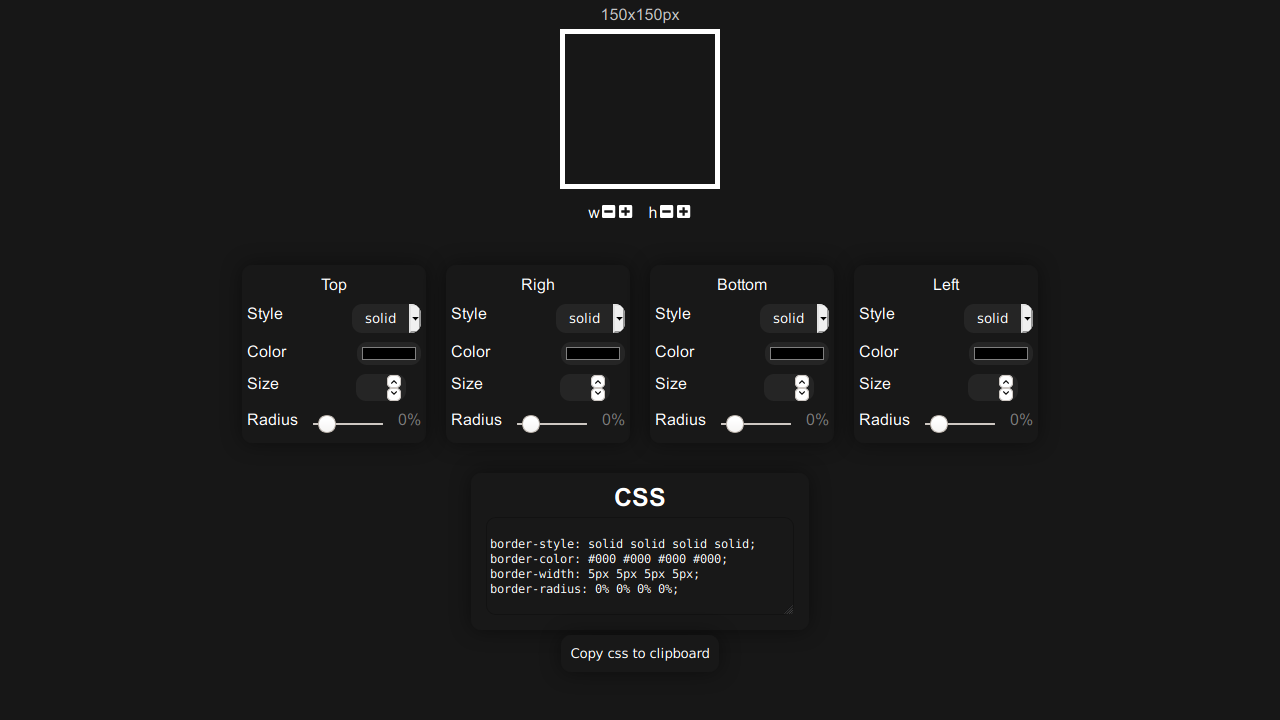 150x150px
w h
Top Righ Bottom Left
Style solid Style solid Style solid Style solid
Color Color Color Color
Size Size Size Size
Radius 0% Radius 0% Radius 0% Radius 0%
CSS
border-style: solid solid solid solid;
border-color: #000 #000 #000 #000;
border-width: 5px 5px 5px 5px;
border-radius: 0% 0% 0% 0%;
Copy css to clipboard